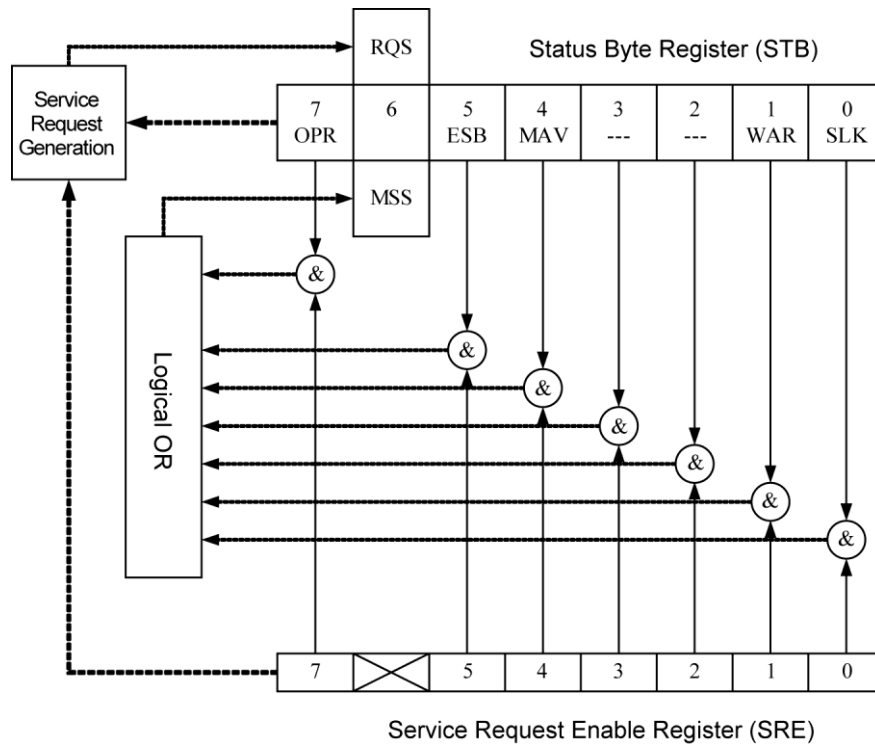 RQS
Status Byte Register (STB)
Service
Request
Generation
7 6 5 4 3 2 1 0
OPR ESB MAV --- --- WAR SLK
MSS
&
&
&
&
&
&
&
Logical OR
7 5 4 3 2 1 0
Service Request Enable Register (SRE)